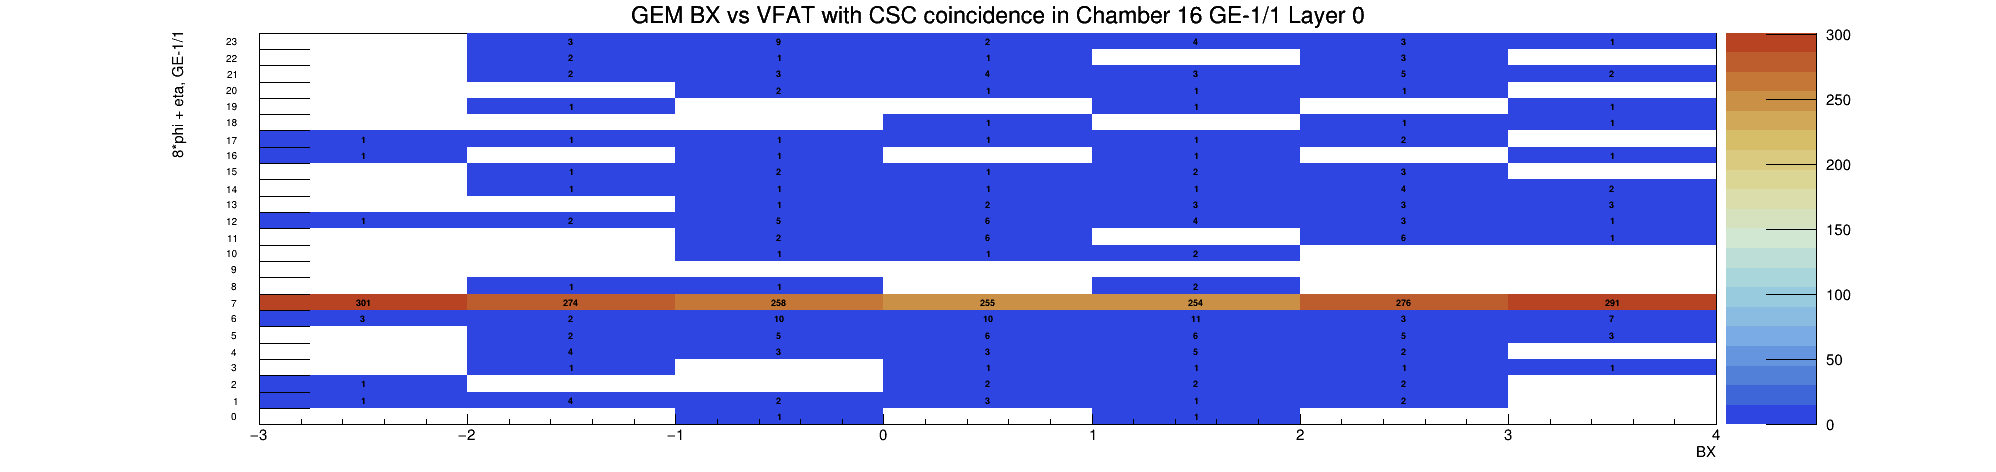 GEM BX vs VFAT with CSC coincidence in Chamber 16 GE-1/1 Layer 0
8*phi + eta, GE-1/1
23 3 9 2 4 3 1
22 2 1 1 3
21 2 3 4 3 5 2
20 2 1 1 1
19 1 1 1
18 1 1 1
17 1 1 1 1 1 2
16 1 1 1 1
15 1 2 1 2 3
14 1 1 1 1 4 2
13 1 2 3 3 3
12 1 2 5 6 4 3 1
11 2 6 6 1
10 1 1 2
9
8 1 1 2
7 301 274 258 255 254 276 291
6 3 2 10 10 11 3 7
5 2 5 6 6 5 3
4 4 3 3 5 2
3 1 1 1 1 1
2 1 2 2 2
1 1 4 2 3 1 2
0 1 1
−3 −2 −1 0 1 2 3 4
BX
300
250
200
150
100
50
0